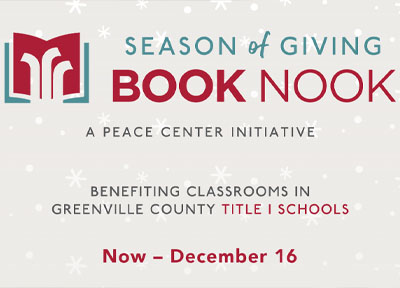 SEASON of GIVING
BOOK NOOK
A PEACE CENTER INITIATIVE
BENEFITING CLASSROOMS IN
GREENVILLE COUNTY TITLE I SCHOOLS
Now – December 16